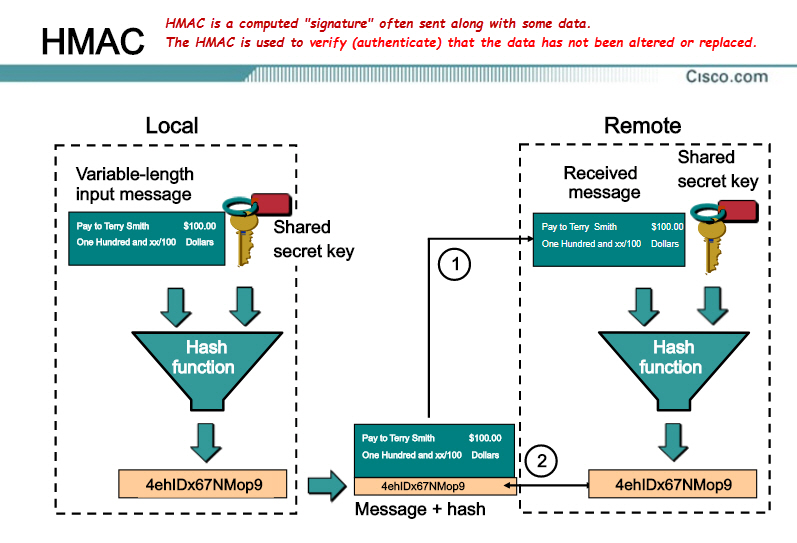 HMAC
HMAC is a computed "signature" often sent along with some data.
The HMAC is used to verify (authenticate) that the data has not been altered or replaced.
Cisco.com
Local
Variable-length
input message
Pay to Terry Smith $100.00
One Hundred and xx/100 Dollars
Shared
secret key
Hash
function
4ehIDx67NMop9
Pay to Terry Smith $100.00
One Hundred and xx/100 Dollars
4ehIDx67NMop9
Message + hash
1
2
Remote
Received
message
Shared
secret key
Pay to Terry Smith $100.00
One Hundred and xx/100 Dollars
Hash
function
4ehIDx67NMop9